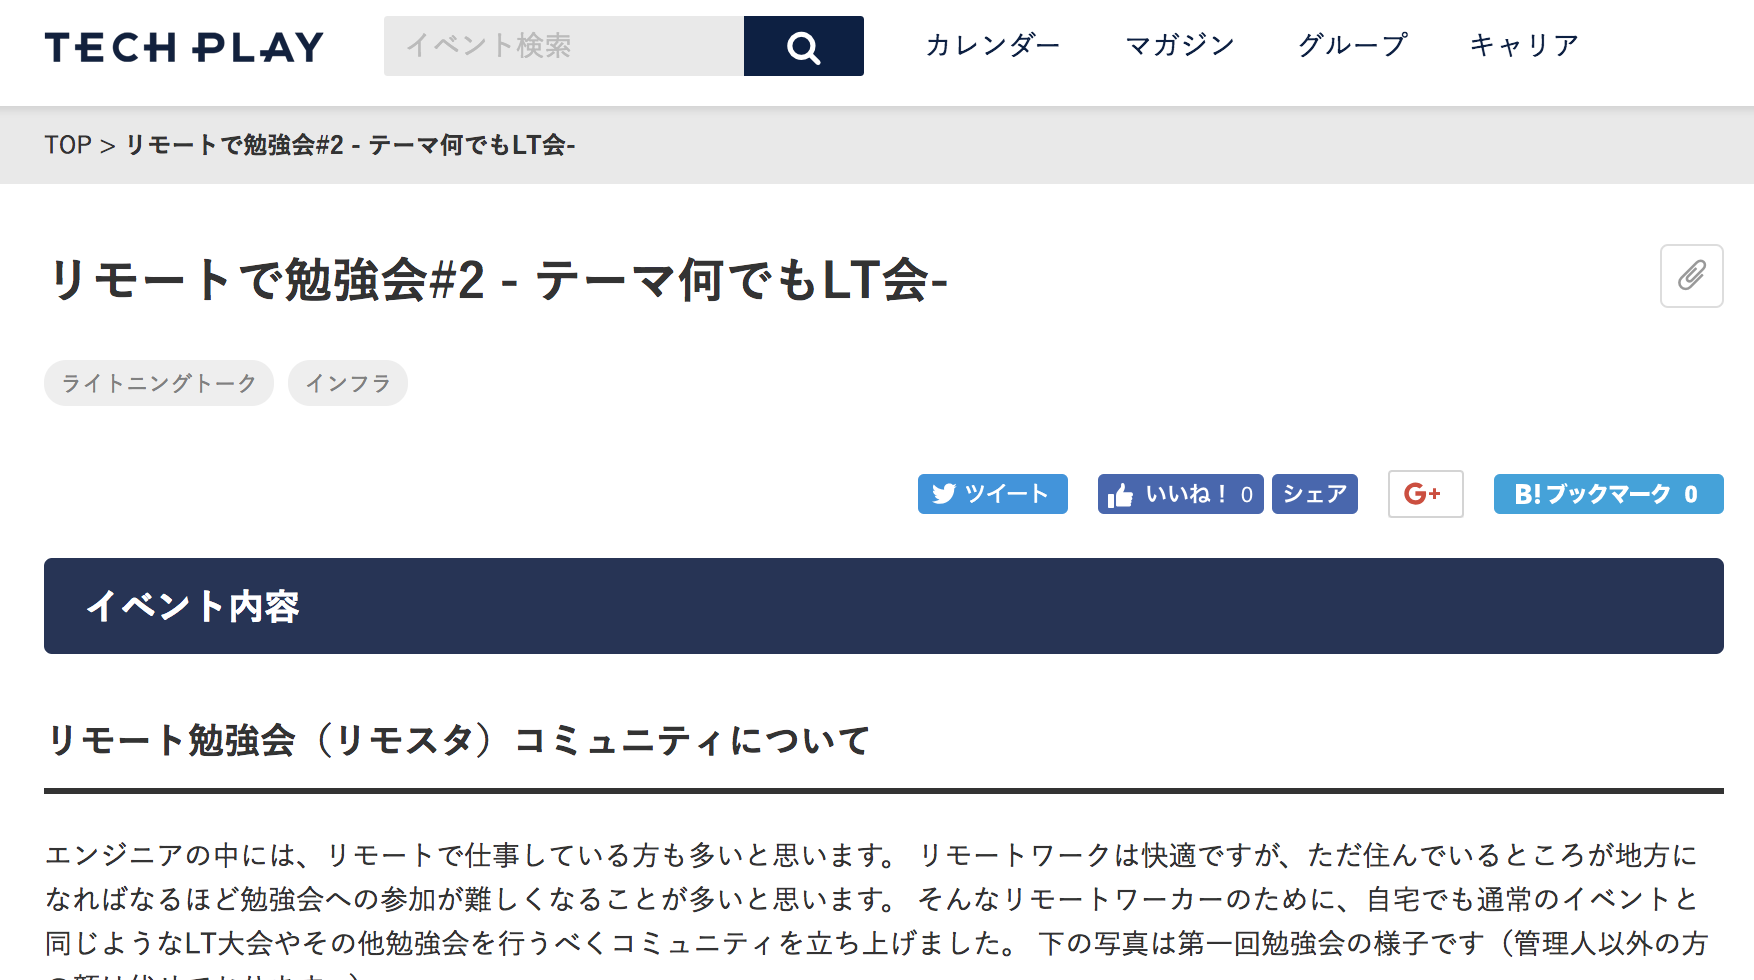 TECH PLAY
イベント検索
カレンダー
マガジン
グループ
キャリア
TOP > リモートで勉強会#2 - テーマ何でもLT会-
リモートで勉強会#2 - テーマ何でもLT会-
ライトニングトーク
インフラ
ツイート
いいね！ 0
シェア
G+
B! ブックマーク 0
イベント内容
リモート勉強会（リモスタ）コミュニティについて
エンジニアの中には、リモートで仕事している方も多いと思います。 リモートワークは快適ですが、ただ住んでいるところが地方に
なればなるほど勉強会への参加が難しくなることが多いと思います。 そんなリモートワーカーのために、自宅でも通常のイベントと
同じようなLT大会やその他勉強会を行うべくコミュニティを立ち上げました。 下の写真は第一回勉強会の様子です（管理人以外の方